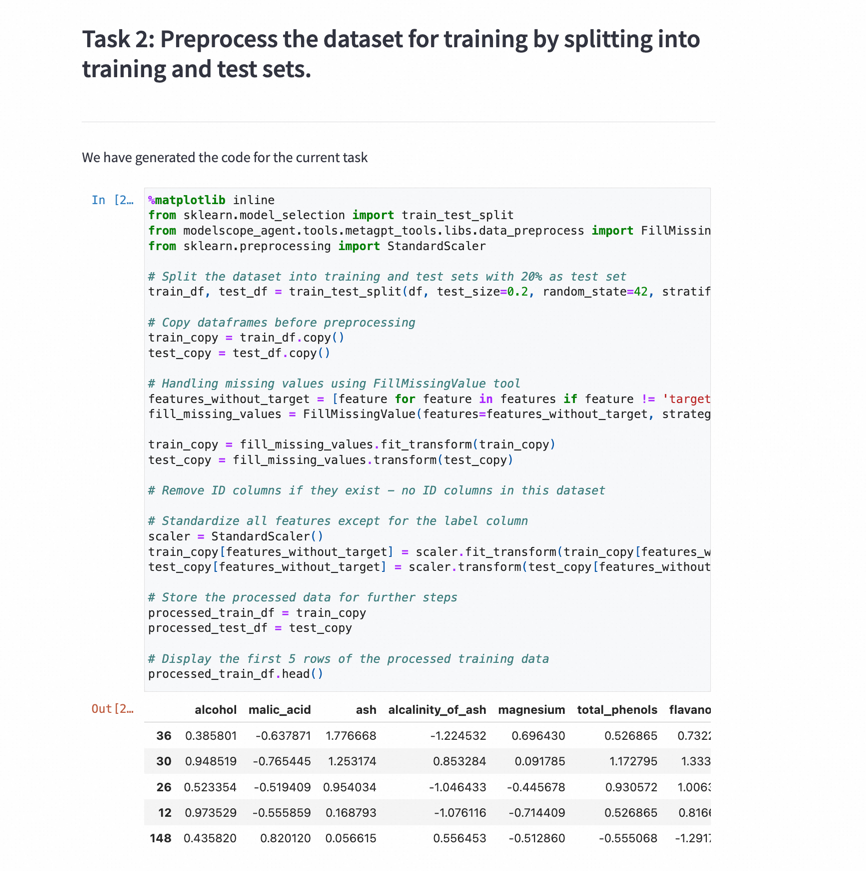 Task 2: Preprocess the dataset for training by splitting into
training and test sets.
We have generated the code for the current task
In [2…
%matplotlib inline
from sklearn.model_selection import train_test_split
from modelscope_agent.tools.metagpt_tools.libs.data_preprocess import FillMissin
from sklearn.preprocessing import StandardScaler
# Split the dataset into training and test sets with 20% as test set
train_df, test_df = train_test_split(df, test_size=0.2, random_state=42, stratif
# Copy dataframes before preprocessing
train_copy = train_df.copy()
test_copy = test_df.copy()
# Handling missing values using FillMissingValue tool
features_without_target = [feature for feature in features if feature != 'target
fill_missing_values = FillMissingValue(features=features_without_target, strateg
train_copy = fill_missing_values.fit_transform(train_copy)
test_copy = fill_missing_values.transform(test_copy)
# Remove ID columns if they exist – no ID columns in this dataset
# Standardize all features except for the label column
scaler = StandardScaler()
train_copy[features_without_target] = scaler.fit_transform(train_copy[features_w
test_copy[features_without_target] = scaler.transform(test_copy[features_without
# Store the processed data for further steps
processed_train_df = train_copy
processed_test_df = test_copy
# Display the first 5 rows of the processed training data
processed_train_df.head()
Out[2…
alcohol malic_acid ash alcalinity_of_ash magnesium total_phenols flavano
36 0.385801 -0.637871 1.776668 -1.224532 0.696430 0.526865 0.732
30 0.948519 -0.765445 1.253174 0.853284 0.091785 1.172795 1.333
26 0.523354 -0.519409 0.954034 -1.046433 -0.445678 0.930572 1.006
12 0.973529 -0.555859 0.168793 -1.076116 -0.714409 0.526865 0.816
148 0.435820 0.820120 0.056615 0.556453 -0.512860 -0.555068 -1.291